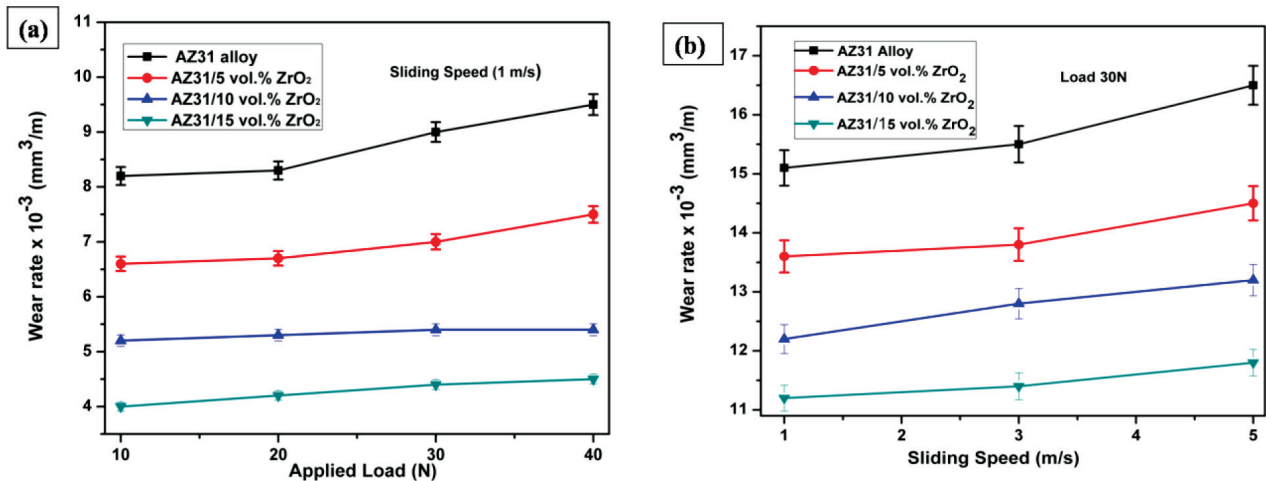 (a)
AZ31 alloy
AZ31/5 vol.% ZrO₂
AZ31/10 vol.% ZrO₂
AZ31/15 vol.% ZrO₂
Sliding Speed (1 m/s)
Wear rate x 10⁻³ (mm³/m)
11
10
9
8
7
6
5
4
10 20 30 40
Applied Load (N)
(b)
AZ31 Alloy
AZ31/5 vol.% ZrO₂
AZ31/10 vol.% ZrO₂
AZ31/15 vol.% ZrO₂
Load 30N
Wear rate x 10⁻³ (mm³/m)
17
16
15
14
13
12
11
1 2 3 4 5
Sliding Speed (m/s)